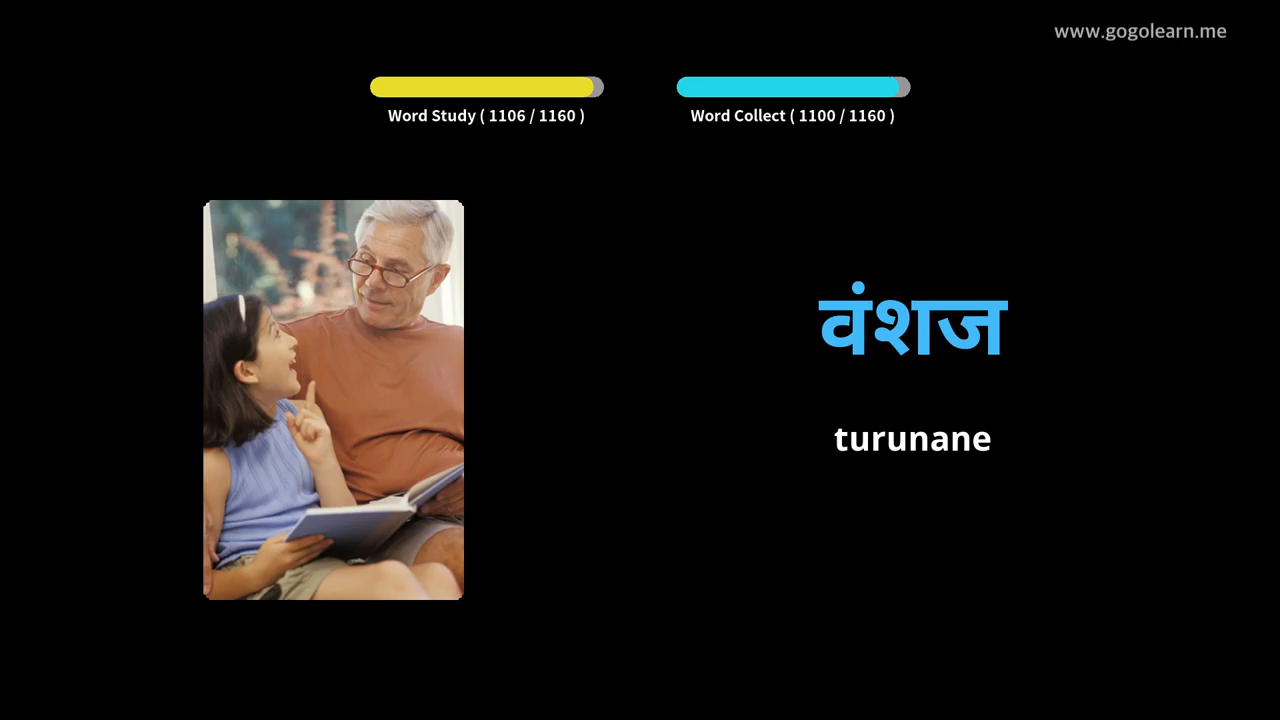 www.gogolearn.me
Word Study ( 1106 / 1160 )
Word Collect ( 1100 / 1160 )
वंशज
turunane